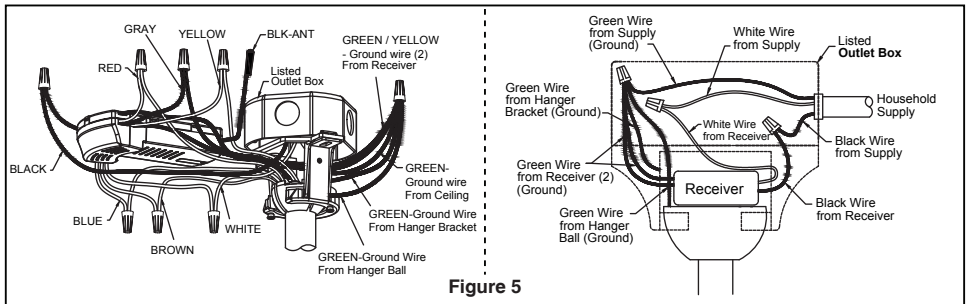 GRAY
YELLOW
BLK-ANT
RED
GREEN / YELLOW
- Ground wire (2)
From Receiver
Listed
Outlet Box
BLACK
BLUE
BROWN
WHITE
GREEN-
Ground wire
From Ceiling
GREEN-Ground Wire
From Hanger Bracket
GREEN-Ground Wire
From Hanger Ball
Green Wire
from Supply
(Ground)
White Wire
from Supply
Listed
Outlet Box
Green Wire
from Hanger
Bracket (Ground)
White Wire
from Receiver
Household
Supply
Black Wire
from Supply
Green Wire
from Receiver (2)
(Ground)
Receiver
Green Wire
from Hanger
Ball (Ground)
Black Wire
from Receiver
Figure 5